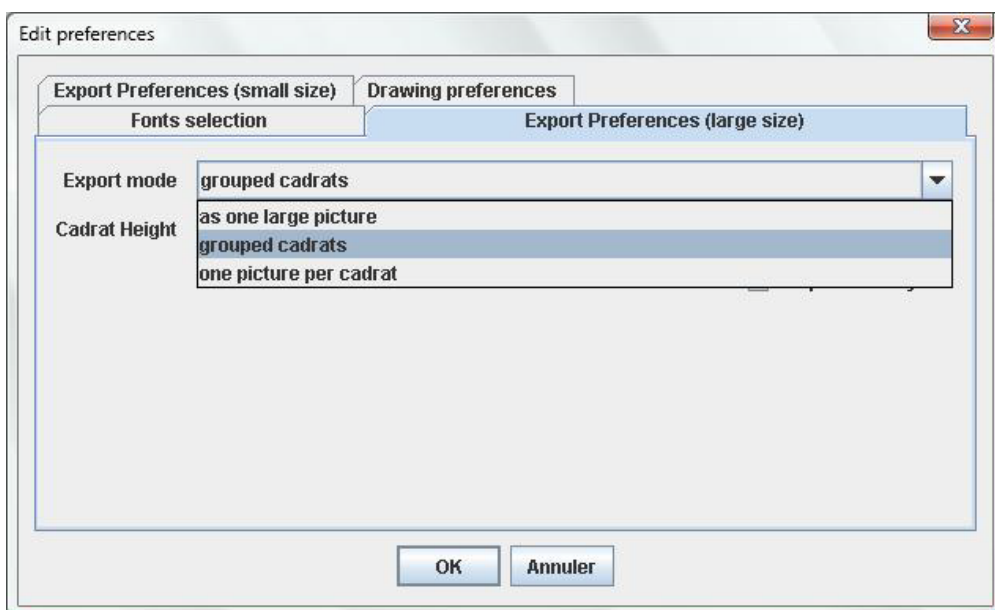 Edit preferences
Export Preferences (small size) Drawing preferences
Fonts selection Export Preferences (large size)
Export mode grouped cadrats
as one large picture
Cadrat Height
grouped cadrats
one picture per cadrat
OK Annuler